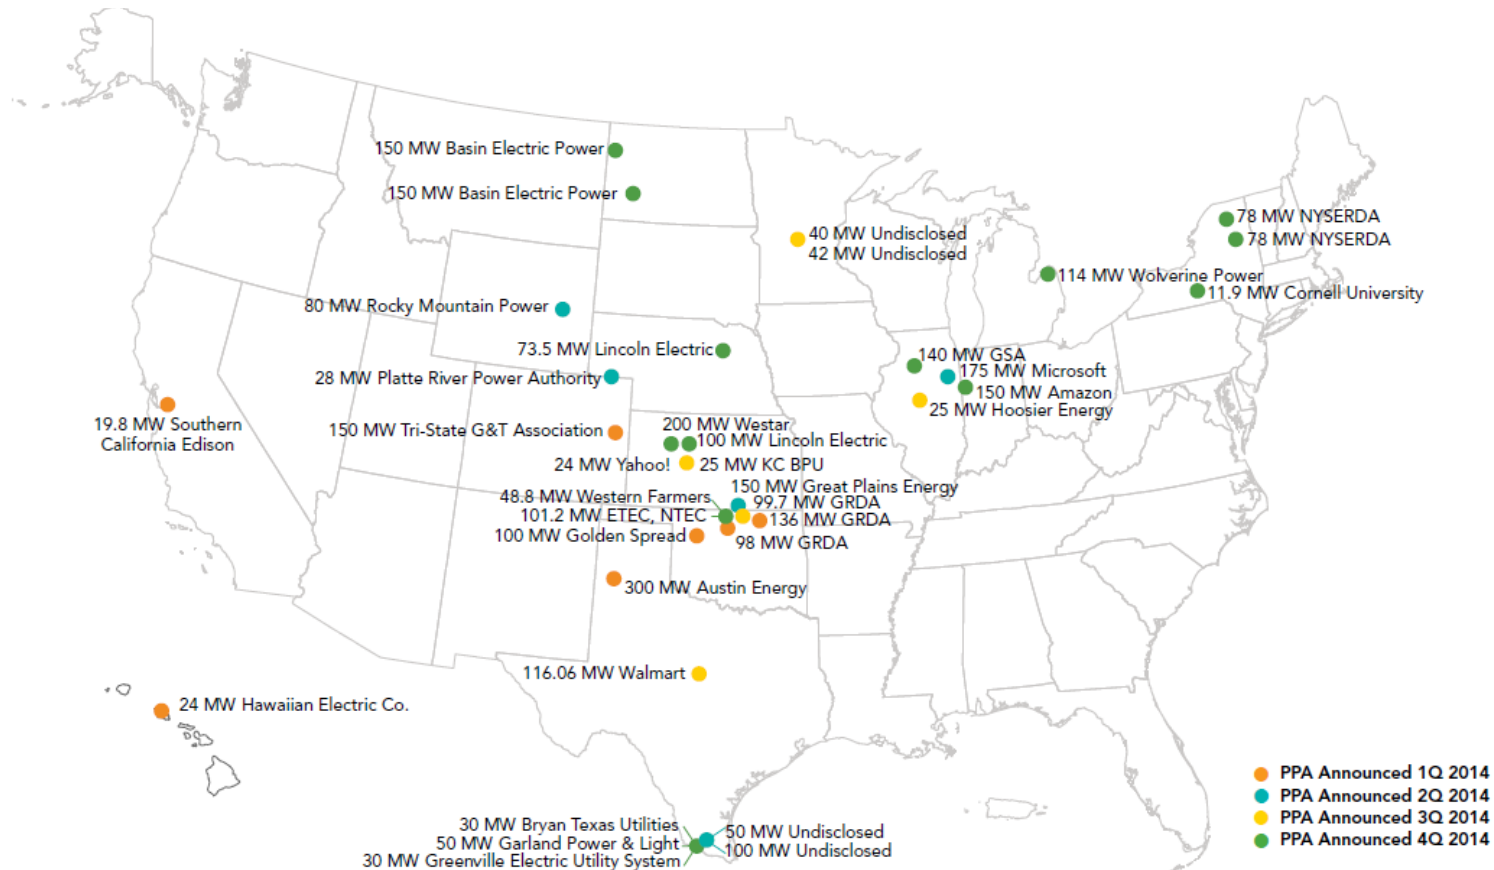 150 MW Basin Electric Power
150 MW Basin Electric Power
40 MW Undisclosed
42 MW Undisclosed
78 MW NYSERDA
78 MW NYSERDA
114 MW Wolverine Power
11.9 MW Cornell University
80 MW Rocky Mountain Power
73.5 MW Lincoln Electric
28 MW Platte River Power Authority
140 MW GSA
175 MW Microsoft
150 MW Amazon
25 MW Hoosier Energy
19.8 MW Southern
California Edison
150 MW Tri-State G&T Association
200 MW Westar
100 MW Lincoln Electric
24 MW Yahoo!
25 MW KC BPU
150 MW Great Plains Energy
48.8 MW Western Farmers
99.7 MW GRDA
101.2 MW ETEC, NTEC
136 MW GRDA
100 MW Golden Spread
98 MW GRDA
300 MW Austin Energy
116.06 MW Walmart
24 MW Hawaiian Electric Co.
30 MW Bryan Texas Utilities
50 MW Garland Power & Light
30 MW Greenville Electric Utility System
50 MW Undisclosed
100 MW Undisclosed
PPA Announced 1Q 2014
PPA Announced 2Q 2014
PPA Announced 3Q 2014
PPA Announced 4Q 2014